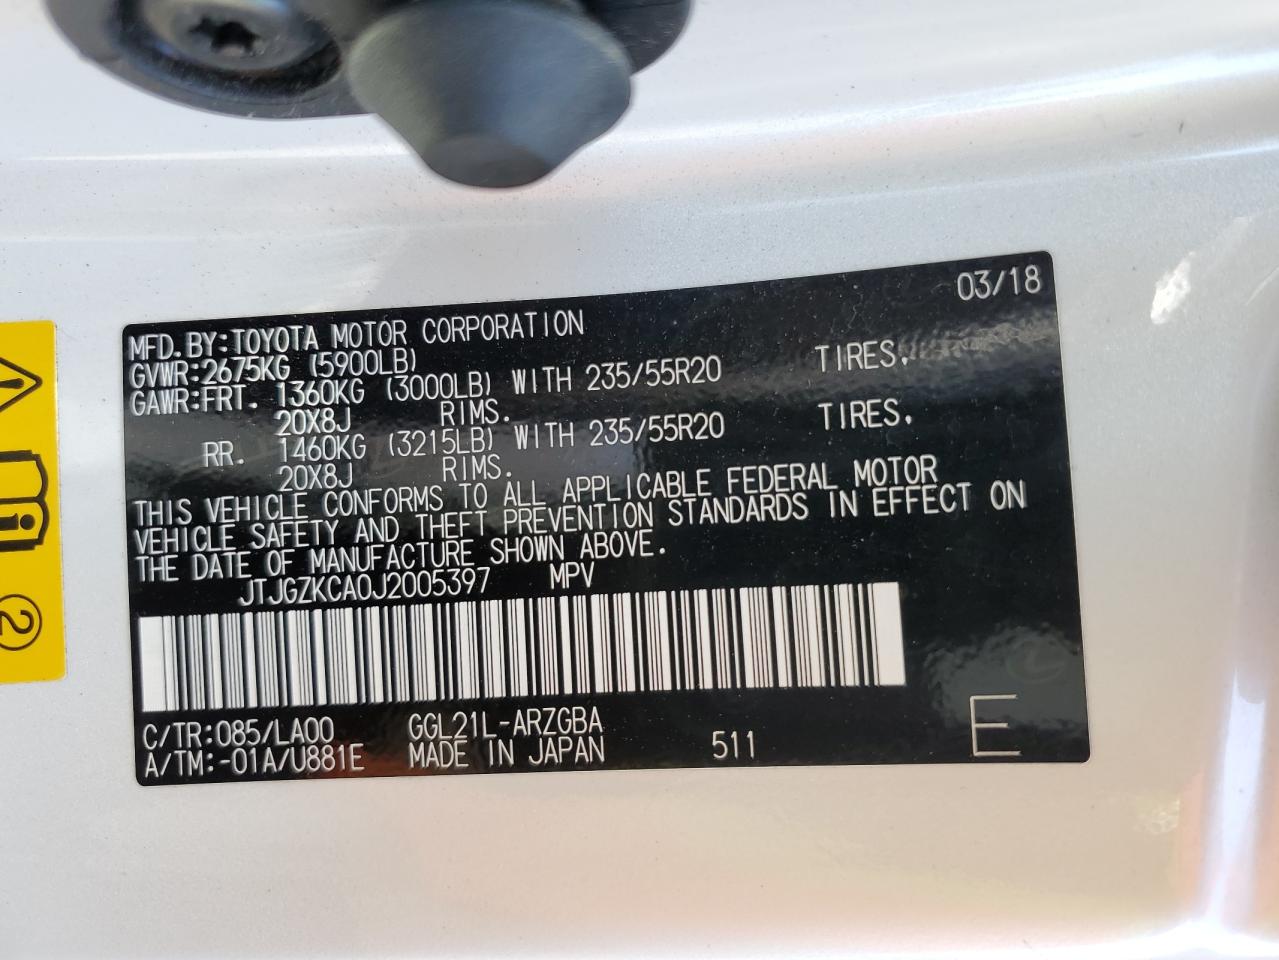 03/18
MFD.BY:TOYOTA MOTOR CORPORATION
GVWR:2675KG (5900LB)
GAWR:FRT. 1360KG (3000LB) WITH 235/55R20 TIRES,
20X8J RIMS.
RR. 1460KG (3215LB) WITH 235/55R20 TIRES,
20X8J RIMS.
THIS VEHICLE CONFORMS TO ALL APPLICABLE FEDERAL MOTOR
VEHICLE SAFETY AND THEFT PREVENTION STANDARDS IN EFFECT ON
THE DATE OF MANUFACTURE SHOWN ABOVE.
JTJGZKCA0J2005397 MPV
C/TR:085/LA00 GGL21L-ARZGBA
A/TM:-01A/U881E MADE IN JAPAN 511
E
2